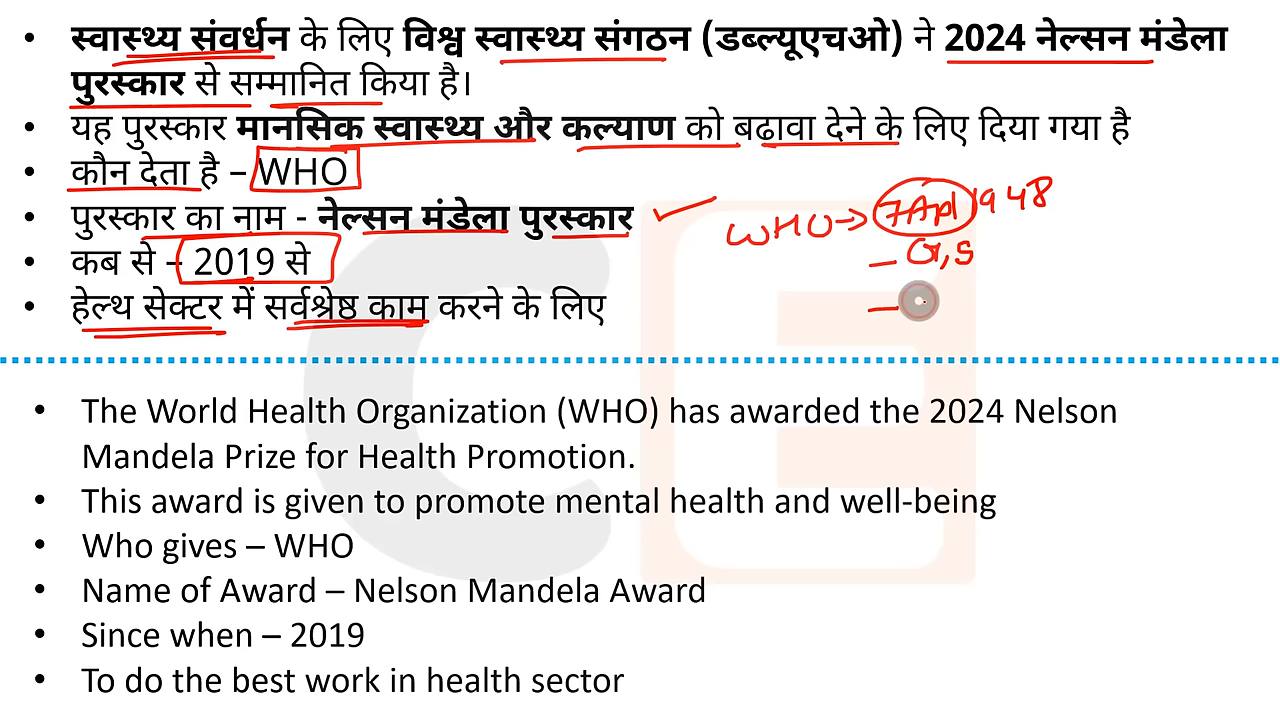 • स्वास्थ्य संवर्धन के लिए विश्व स्वास्थ्य संगठन (डब्ल्यूएचओ) ने 2024 नेल्सन मंडेला
पुरस्कार से सम्मानित किया है।
• यह पुरस्कार मानसिक स्वास्थ्य और कल्याण को बढावा देने के लिए दिया गया है
• कौन देता है – WHO
• पुरस्कार का नाम - नेल्सन मंडेला पुरस्कार
WHO → 7 Apl 1948
• कब से – 2019 से
• हेल्थ सेक्टर में सर्वश्रेष्ठ काम करने के लिए
• The World Health Organization (WHO) has awarded the 2024 Nelson
Mandela Prize for Health Promotion.
• This award is given to promote mental health and well-being
• Who gives – WHO
• Name of Award – Nelson Mandela Award
• Since when – 2019
• To do the best work in health sector